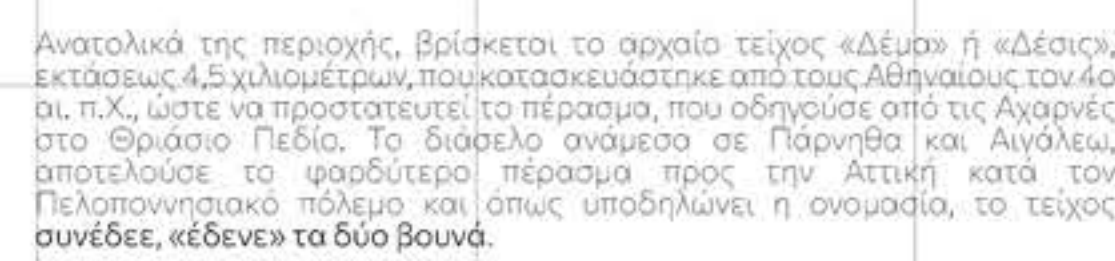 Ανατολικά της περιοχής, βρίσκεται το αρχαίο τείχος «Δέμα» ή «Δέσις»,
εκτάσεως 4,5 χιλιομέτρων, που κατασκευάστηκε από τους Αθηναίους τον 4ο
αι. π.Χ., ώστε να προστατευτεί το πέρασμα, που οδηγούσε από τις Αχαρνές
στο Θριάσιο Πεδίο. Το διάσελο ανάμεσα σε Πάρνηθα και Αιγάλεω,
αποτελούσε το φαρδύτερο πέρασμα προς την Αττική κατά τον
Πελοποννησιακό πόλεμο και όπως υποδηλώνει η ονομασία, το τείχος
συνέδεε, «έδενε» τα δύο βουνά.